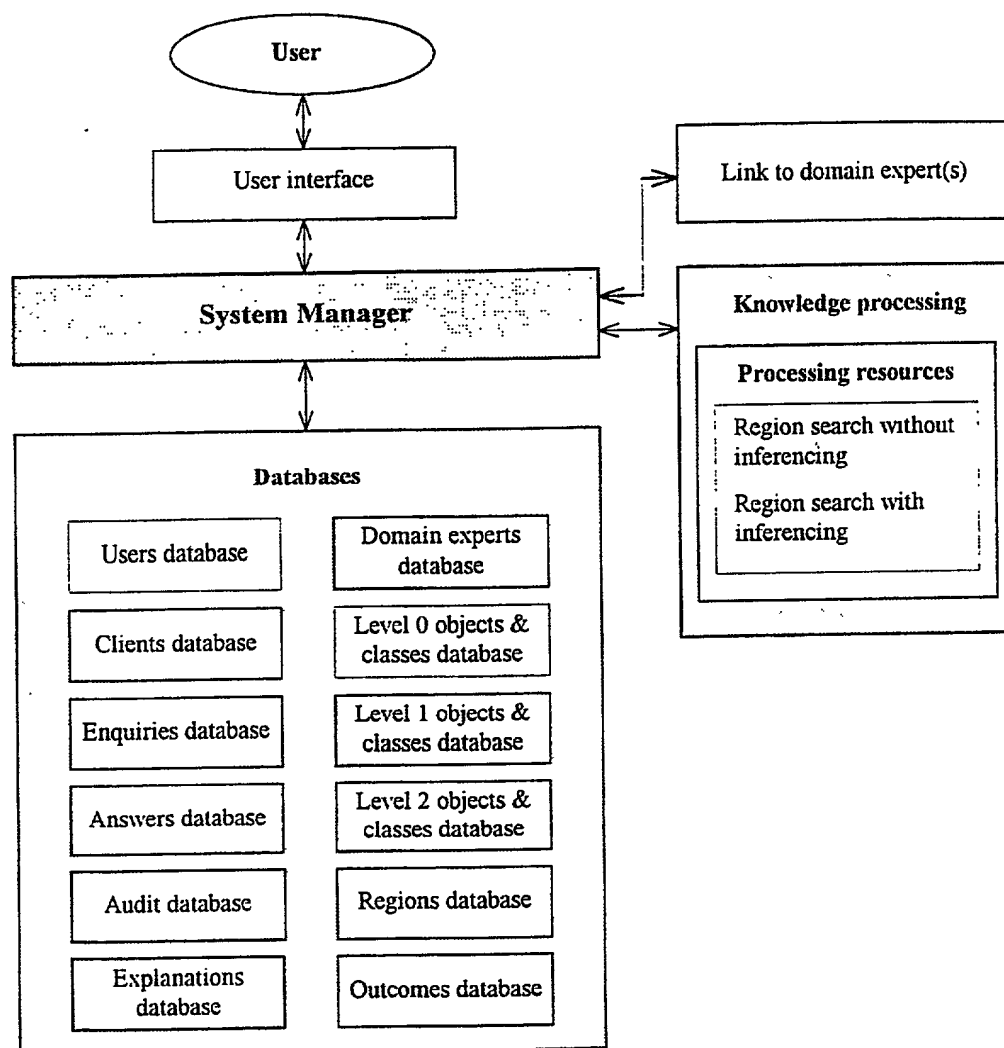 User
User interface
Link to domain expert(s)
System Manager
Knowledge processing
Processing resources
Region search without
inferencing
Region search with
inferencing
Databases
Users database
Domain experts
database
Clients database
Level 0 objects &
classes database
Enquiries database
Level 1 objects &
classes database
Answers database
Level 2 objects &
classes database
Audit database
Regions database
Explanations
database
Outcomes database